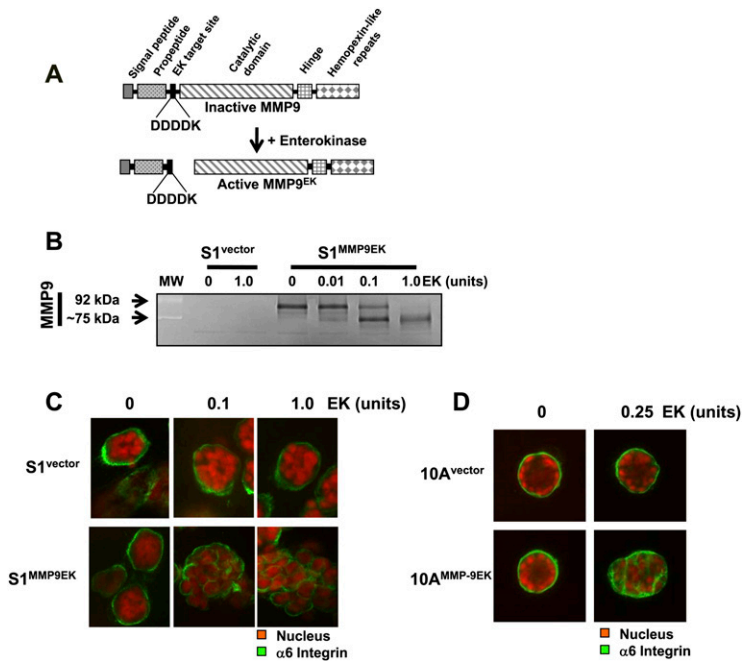 A
Signal peptide
Propeptide
EK target site
Catalytic domain
Hinge
Hemopexin-like repeats
Inactive MMP9
DDDDK
+ Enterokinase
Active MMP9EK
DDDDK
B
S1vector S1MMP9EK
MW 0 1.0 0 0.01 0.1 1.0 EK (units)
MMP9
92 kDa
~75 kDa
C
0 0.1 1.0 EK (units)
S1vector
S1MMP9EK
Nucleus
α6 Integrin
D
0 0.25 EK (units)
10Avector
10AMMP-9EK
Nucleus
α6 Integrin